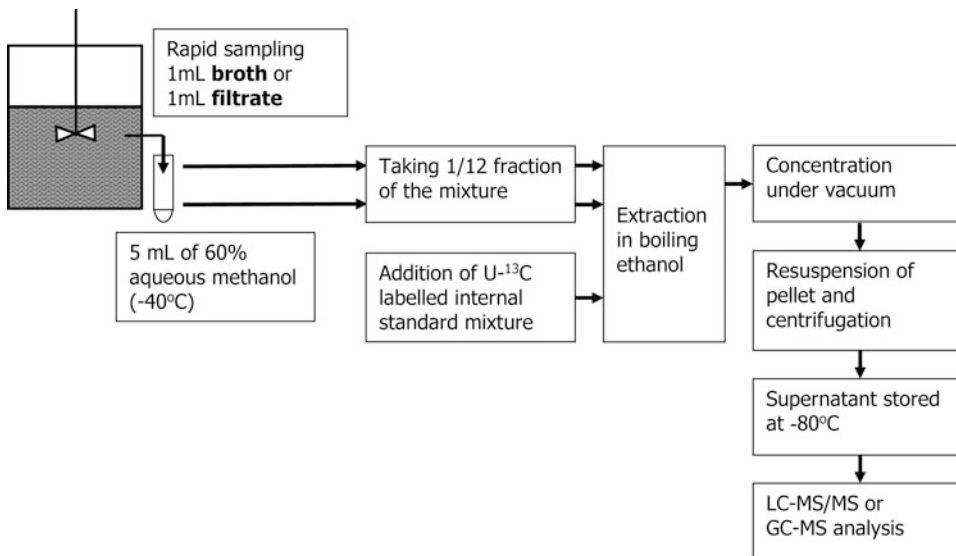 Rapid sampling
1mL broth or
1mL filtrate
5 mL of 60%
aqueous methanol
(-40°C)
Taking 1/12 fraction
of the mixture
Addition of U-¹³C
labelled internal
standard mixture
Extraction
in boiling
ethanol
Concentration
under vacuum
Resuspension of
pellet and
centrifugation
Supernatant stored
at -80°C
LC-MS/MS or
GC-MS analysis